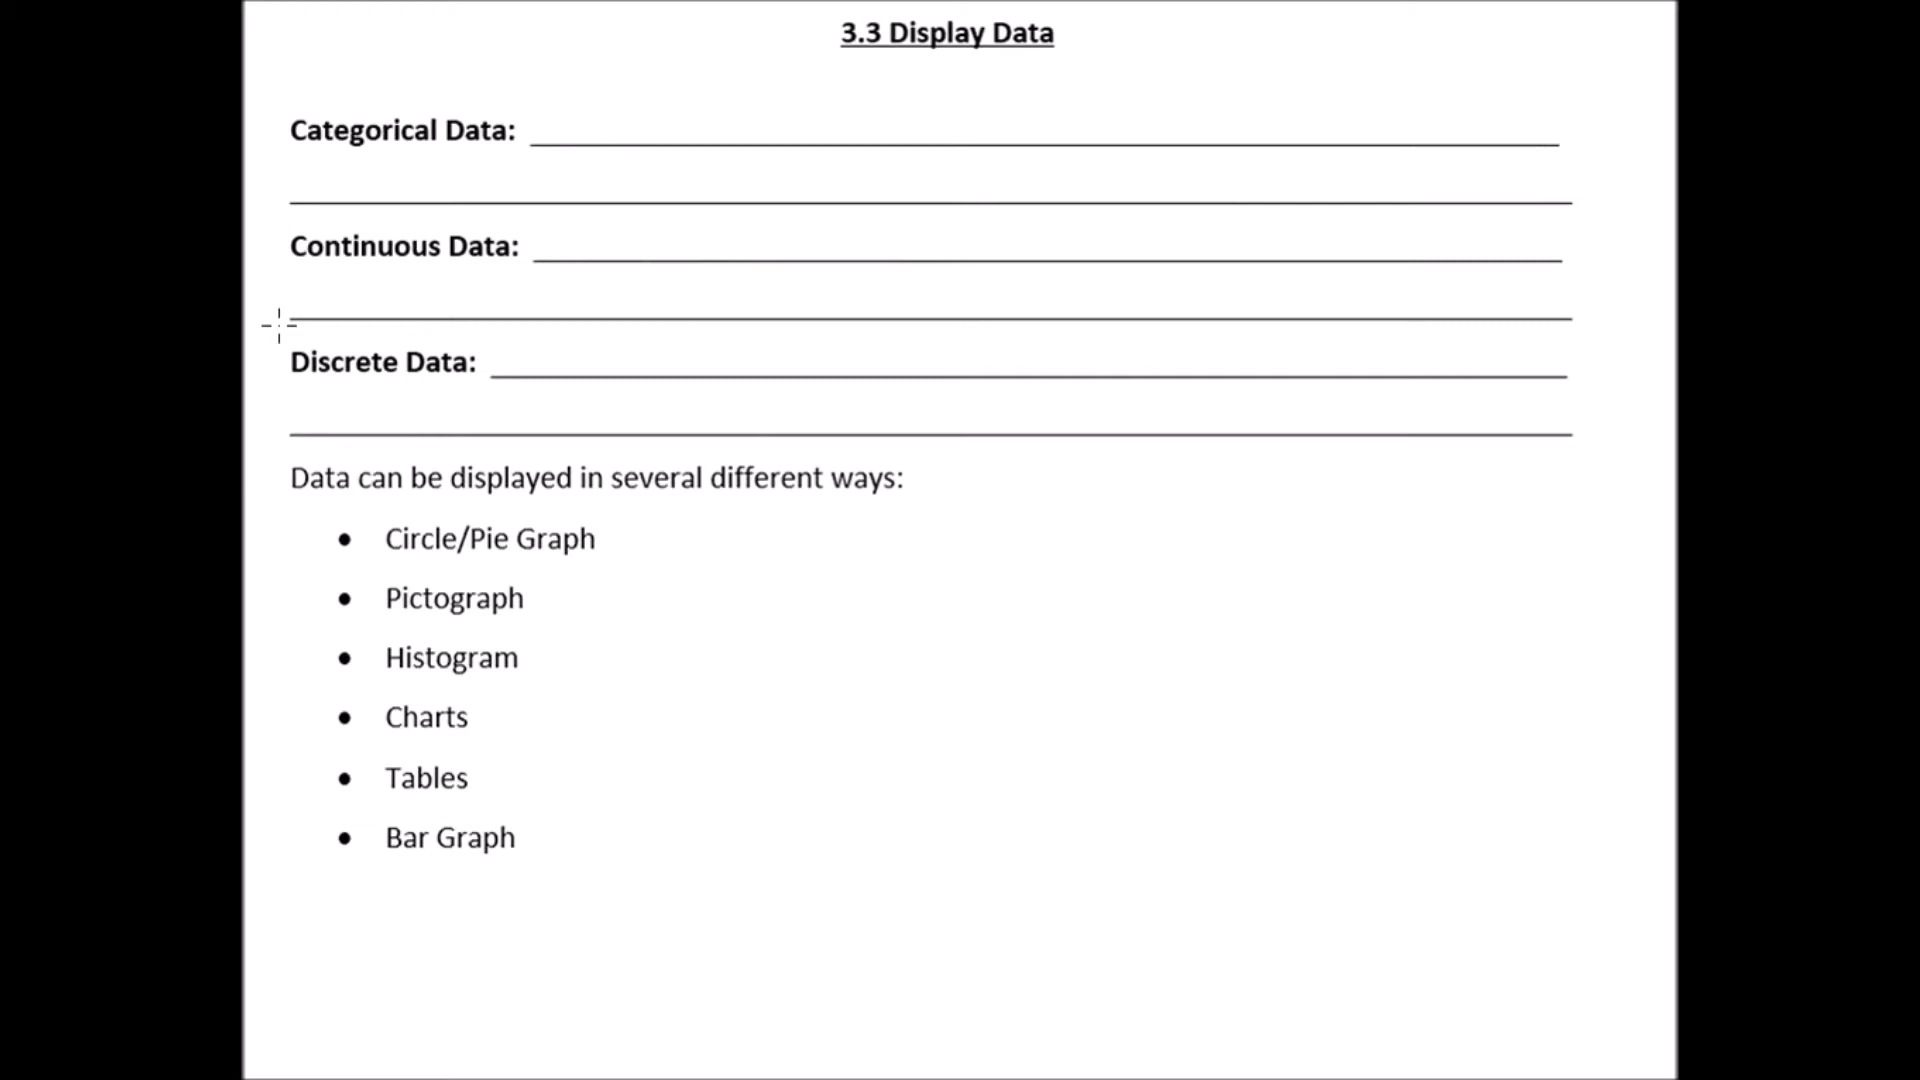 3.3 Display Data
Categorical Data:
Continuous Data:
Discrete Data:
Data can be displayed in several different ways:
• Circle/Pie Graph
• Pictograph
• Histogram
• Charts
• Tables
• Bar Graph